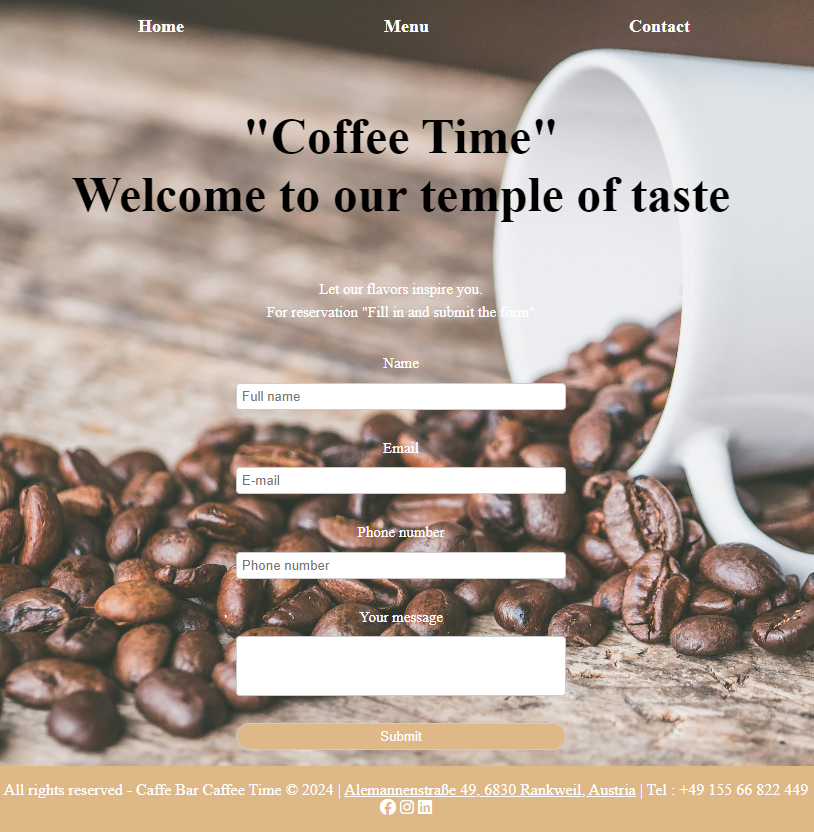 Home Menu Contact
"Coffee Time"
Welcome to our temple of taste
Let our flavors inspire you.
For reservation "Fill in and submit the form"
Name
Full name
Email
E-mail
Phone number
Phone number
Your message
Submit
All rights reserved - Caffe Bar Caffee Time © 2024 | Alemannenstraße 49, 6830 Rankweil, Austria | Tel : +49 155 66 822 449